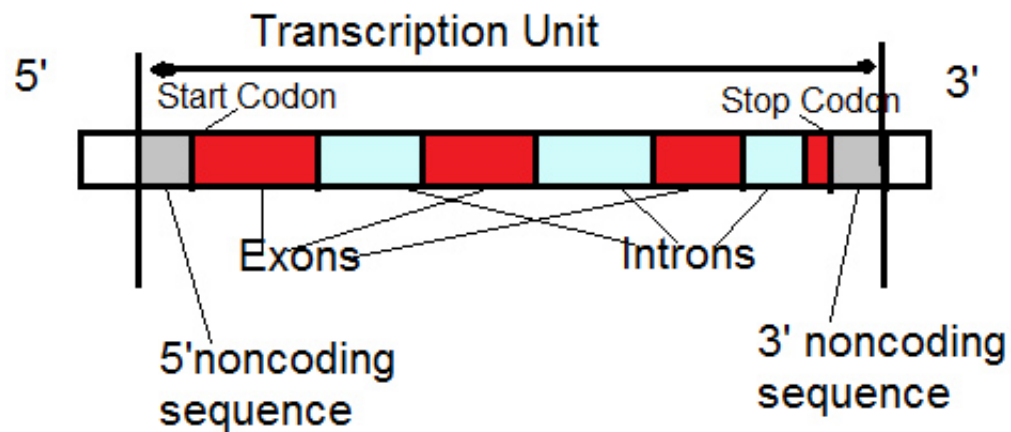 Transcription Unit
5'
3'
Start Codon
Stop Codon
Exons
Introns
5'noncoding
sequence
3' noncoding
sequence